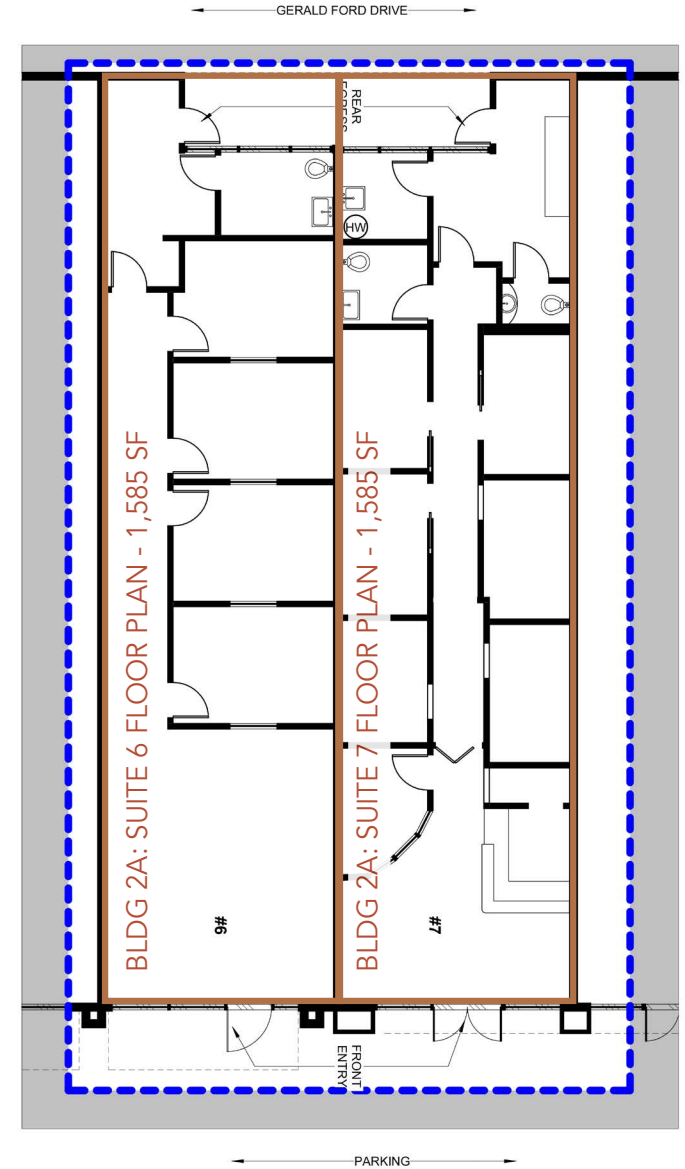 GERALD FORD DRIVE
REAR
EGRESS
HW
BLDG 2A: SUITE 6 FLOOR PLAN - 1,585 SF
BLDG 2A: SUITE 7 FLOOR PLAN - 1,585 SF
#6
#7
FRONT
ENTRY
PARKING